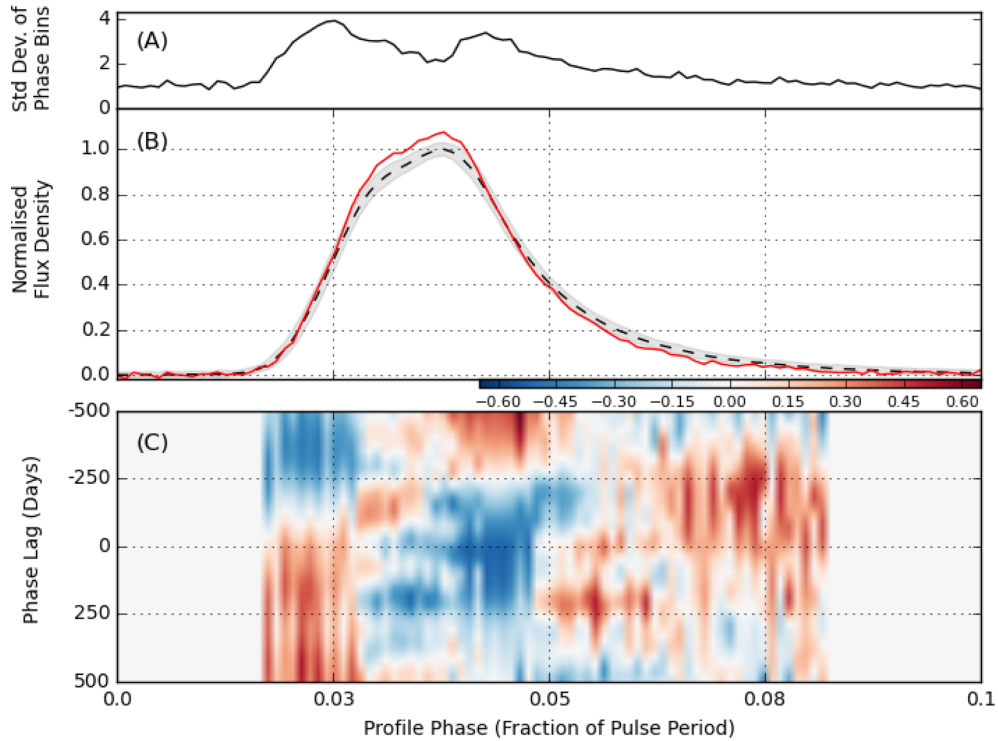 Std Dev. of
Phase Bins
4
2
0
(A)
Normalised
Flux Density
1.0
0.8
0.6
0.4
0.2
0.0
(B)
−0.60 −0.45 −0.30 −0.15 0.00 0.15 0.30 0.45 0.60
Phase Lag (Days)
-500
-250
0
250
500
(C)
0.0 0.03 0.05 0.08 0.1
Profile Phase (Fraction of Pulse Period)